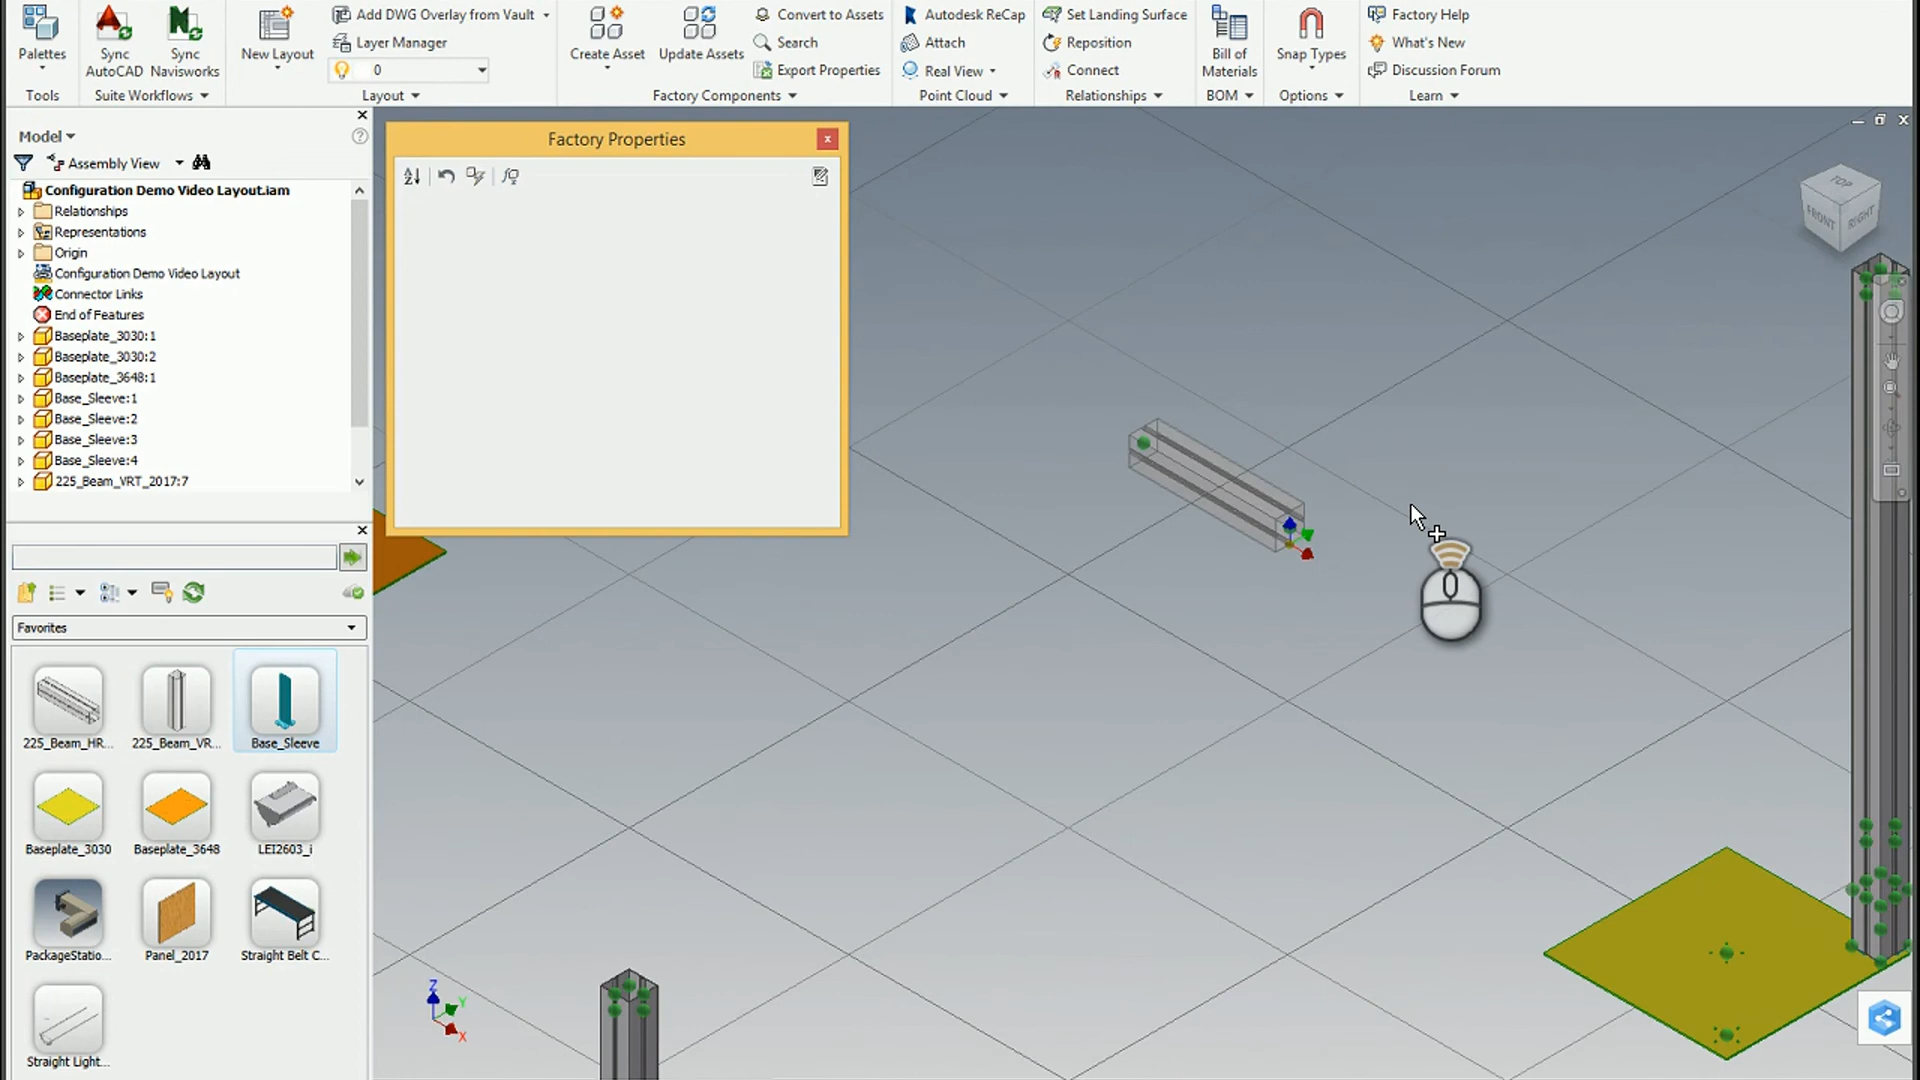 Palettes
Tools
Sync
AutoCAD
Sync
Navisworks
Suite Workflows
New Layout
Add DWG Overlay from Vault
Layer Manager
0
Layout
Create Asset
Update Assets
Convert to Assets
Search
Export Properties
Factory Components
Autodesk ReCap
Attach
Real View
Point Cloud
Set Landing Surface
Reposition
Connect
Relationships
Bill of
Materials
BOM
Snap Types
Options
Factory Help
What's New
Discussion Forum
Learn
Model
Assembly View
Configuration Demo Video Layout.iam
Relationships
Representations
Origin
Configuration Demo Video Layout
Connector Links
End of Features
Baseplate_3030:1
Baseplate_3030:2
Baseplate_3648:1
Base_Sleeve:1
Base_Sleeve:2
Base_Sleeve:3
Base_Sleeve:4
225_Beam_VRT_2017:7
Favorites
225_Beam_HR...
225_Beam_VR...
Base_Sleeve
Baseplate_3030
Baseplate_3648
LEI2603_i
PackageStatio...
Panel_2017
Straight Belt C...
Straight Light...
Factory Properties
TOP
FRONT
RIGHT
Z
Y
X